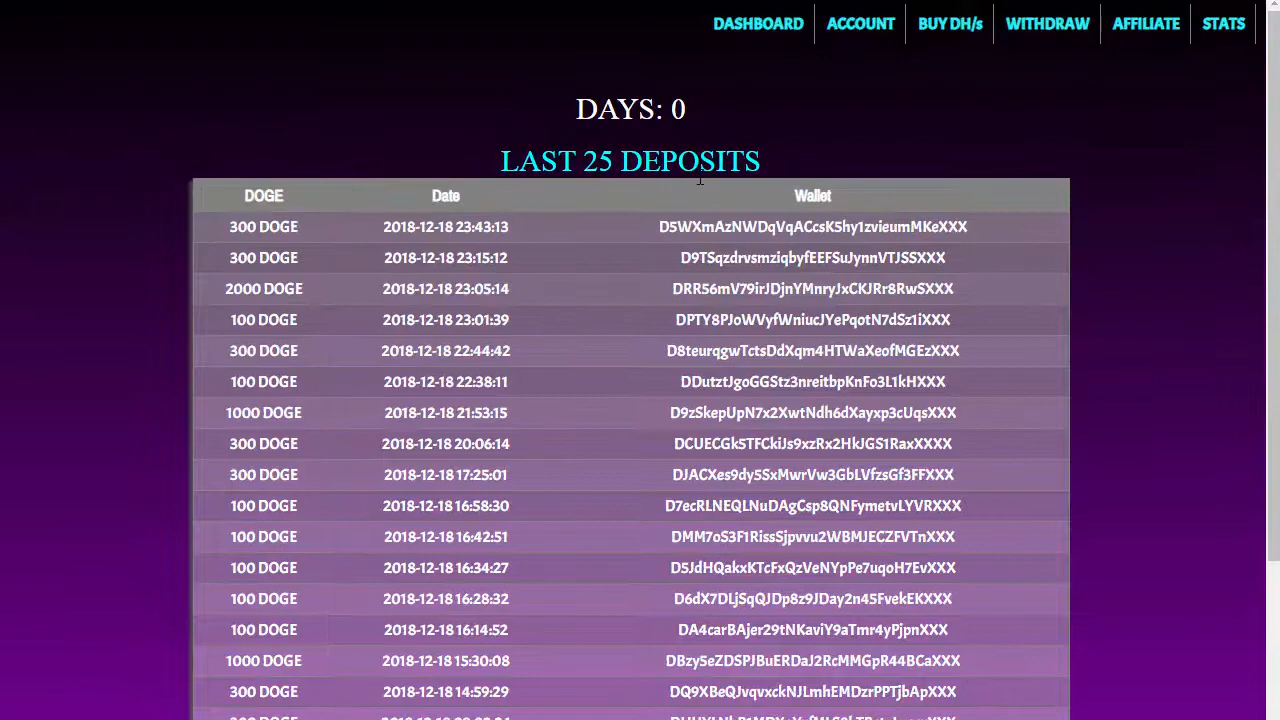 DASHBOARD ACCOUNT BUY DH/s WITHDRAW AFFILIATE STATS
DAYS: 0
LAST 25 DEPOSITS
DOGE Date Wallet
300 DOGE 2018-12-18 23:43:13 D5WXmAzNWDqVqACcsK5hy1zvieumMKeXXX
300 DOGE 2018-12-18 23:15:12 D9TSqzdrvsmziqbyfEEFSuJynnVTJSSXXX
2000 DOGE 2018-12-18 23:05:14 DRR56mV79irJDjnYMnryJxCKJRr8RwSXXX
100 DOGE 2018-12-18 23:01:39 DPTY8PJoWVyfWniucJYePqotN7dSz1iXXX
300 DOGE 2018-12-18 22:44:42 D8teurqgwTctsDdXqm4HTWaXeofMGEzXXX
100 DOGE 2018-12-18 22:38:11 DDutztJgoGGStz3nreitbpKnFo3L1kHXXX
1000 DOGE 2018-12-18 21:53:15 D9zSkepUpN7x2XwtNdh6dXayxp3cUqsXXX
300 DOGE 2018-12-18 20:06:14 DCUECGk5TFCkiJs9xzRx2HkJGS1RaxXXXX
300 DOGE 2018-12-18 17:25:01 DJACXes9dy5SxMwrVw3GbLVfzsGf3FFXXX
100 DOGE 2018-12-18 16:58:30 D7ecRLNEQLNuDAgCsp8QNFymetvLYVRXXX
100 DOGE 2018-12-18 16:42:51 DMM7oS3F1RissSjpvvu2WBMJECZFVTnXXX
100 DOGE 2018-12-18 16:34:27 D5JdHQakxKTcFxQzVeNYpPe7uqoH7EvXXX
100 DOGE 2018-12-18 16:28:32 D6dX7DLjSqQJDp8z9JDay2n45FvekEKXXX
100 DOGE 2018-12-18 16:14:52 DA4carBAjer29tNKaviY9aTmr4yPjpnXXX
1000 DOGE 2018-12-18 15:30:08 DBzy5eZDSPJBuERDaJ2RcMMGpR44BCaXXX
300 DOGE 2018-12-18 14:59:29 DQ9XBeQJvqvxckNJLmhEMDzrPPTjbApXXX